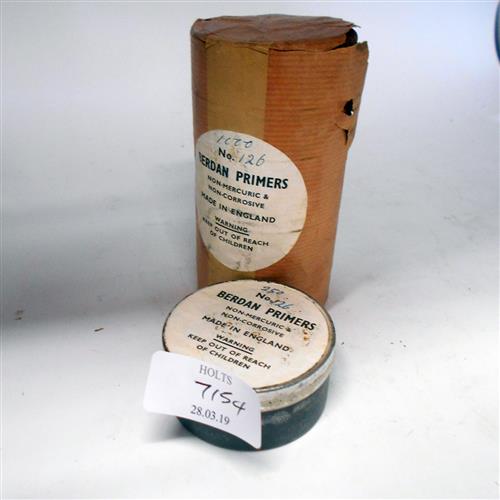 1000
No. 126
BERDAN PRIMERS
NON-MERCURIC &
NON-CORROSIVE
MADE IN ENGLAND
WARNING
KEEP OUT OF REACH
OF CHILDREN
250
No. 126
BERDAN PRIMERS
NON-MERCURIC &
NON-CORROSIVE
MADE IN ENGLAND
WARNING
KEEP OUT OF REACH
OF CHILDREN
HOLTS
7154
28.03.19